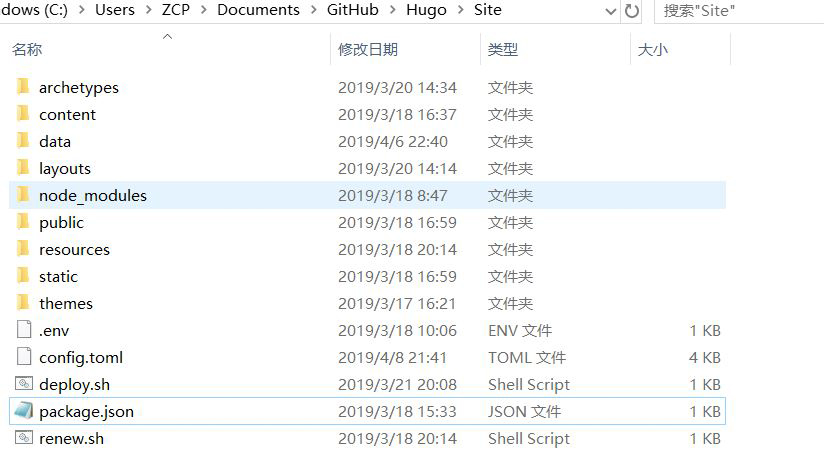 ndows (C:) > Users > ZCP > Documents > GitHub > Hugo > Site 搜索"Site"
名称 修改日期 类型 大小
archetypes 2019/3/20 14:34 文件夹
content 2019/3/18 16:37 文件夹
data 2019/4/6 22:40 文件夹
layouts 2019/3/20 14:14 文件夹
node_modules 2019/3/18 8:47 文件夹
public 2019/3/18 16:59 文件夹
resources 2019/3/18 20:14 文件夹
static 2019/3/18 16:59 文件夹
themes 2019/3/17 16:21 文件夹
.env 2019/3/18 10:06 ENV 文件 1 KB
config.toml 2019/4/8 21:41 TOML 文件 4 KB
deploy.sh 2019/3/21 20:08 Shell Script 1 KB
package.json 2019/3/18 15:33 JSON 文件 1 KB
renew.sh 2019/3/18 20:14 Shell Script 1 KB